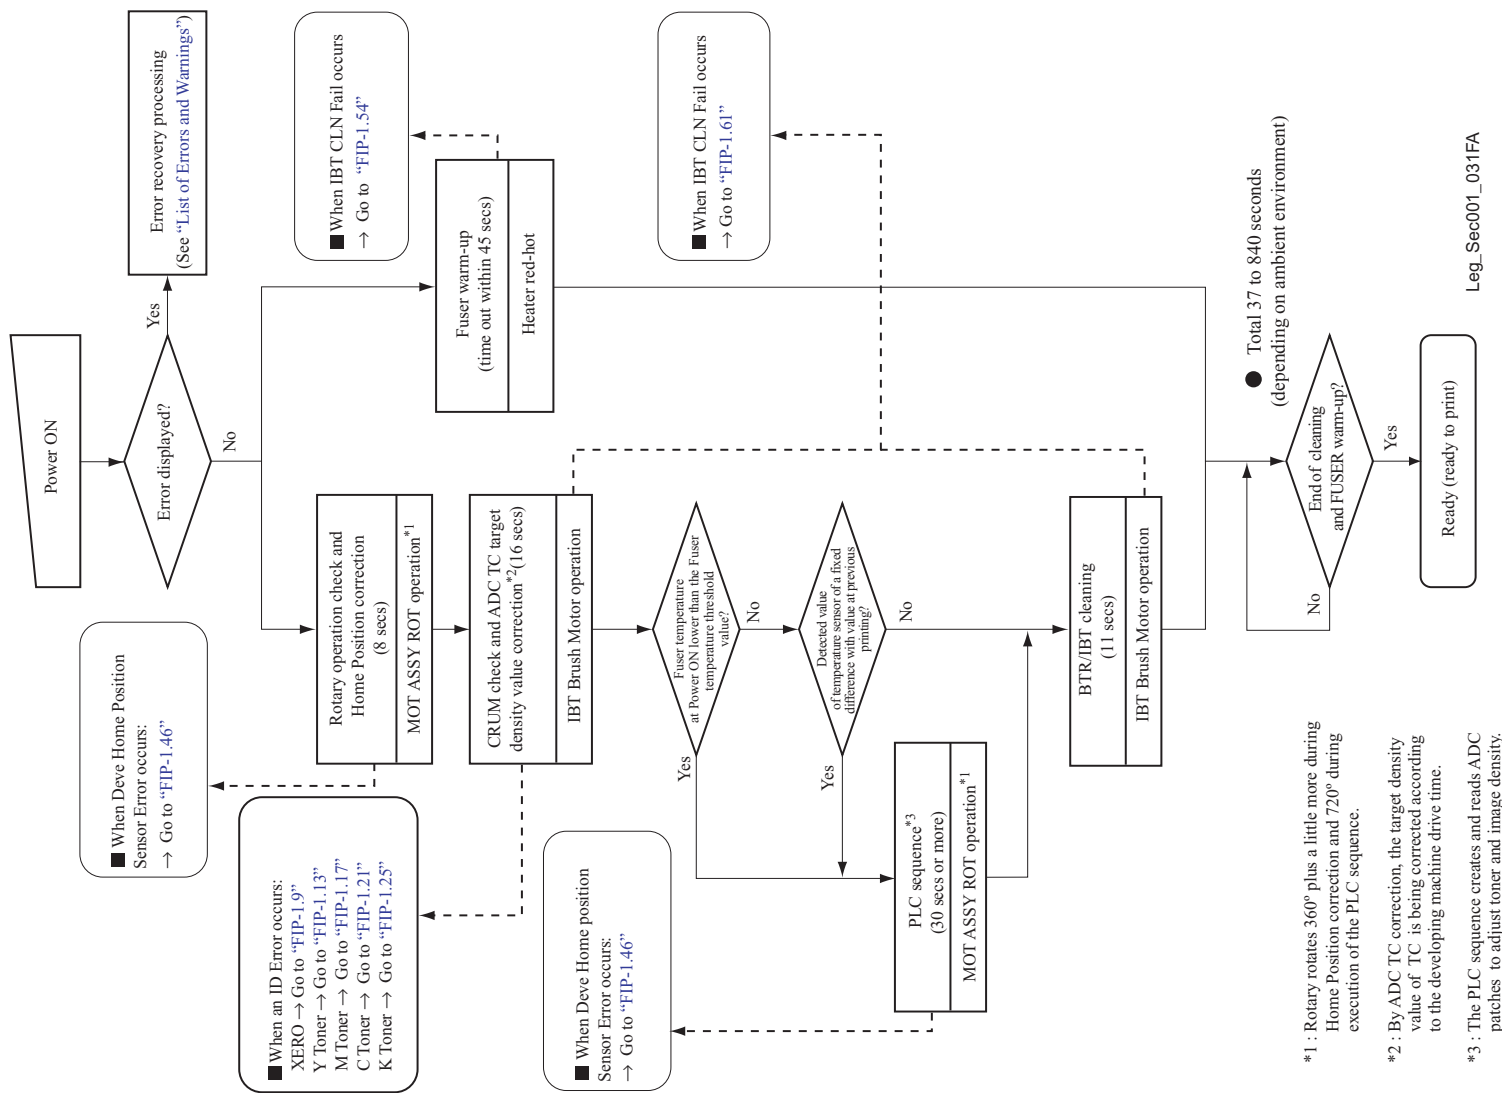 Power ON
Error displayed?
Yes
Error recovery processing
(See “List of Errors and Warnings”)
No
■ When Deve Home Position
Sensor Error occurs:
→ Go to “FIP-1.46”
Rotary operation check and
Home Position correction
(8 secs)
MOT ASSY ROT operation*1
Fuser warm-up
(time out within 45 secs)
Heater red-hot
■ When IBT CLN Fail occurs
→ Go to “FIP-1.54”
■ When an ID Error occurs:
XERO → Go to “FIP-1.9”
Y Toner → Go to “FIP-1.13”
M Toner → Go to “FIP-1.17”
C Toner → Go to “FIP-1.21”
K Toner → Go to “FIP-1.25”
CRUM check and ADC TC target
density value correction*2(16 secs)
IBT Brush Motor operation
■ When IBT CLN Fail occurs
→ Go to “FIP-1.61”
Fuser temperature
at Power ON lower than the Fuser
temperature threshold
value?
Yes
No
Detected value
of temperature sensor of a fixed
difference with value at previous
printing?
Yes
No
■ When Deve Home position
Sensor Error occurs:
→ Go to “FIP-1.46”
PLC sequence*3
(30 secs or more)
MOT ASSY ROT operation*1
BTR/IBT cleaning
(11 secs)
IBT Brush Motor operation
● Total 37 to 840 seconds
(depending on ambient environment)
End of cleaning
and FUSER warm-up?
No
Yes
Ready (ready to print)
*1 : Rotary rotates 360º plus a little more during
Home Position correction and 720º during
execution of the PLC sequence.
*2 : By ADC TC correction, the target density
value of TC is being corrected according
to the developing machine drive time.
*3 : The PLC sequence creates and reads ADC
patches to adjust toner and image density.
Leg_Sec001_031FA